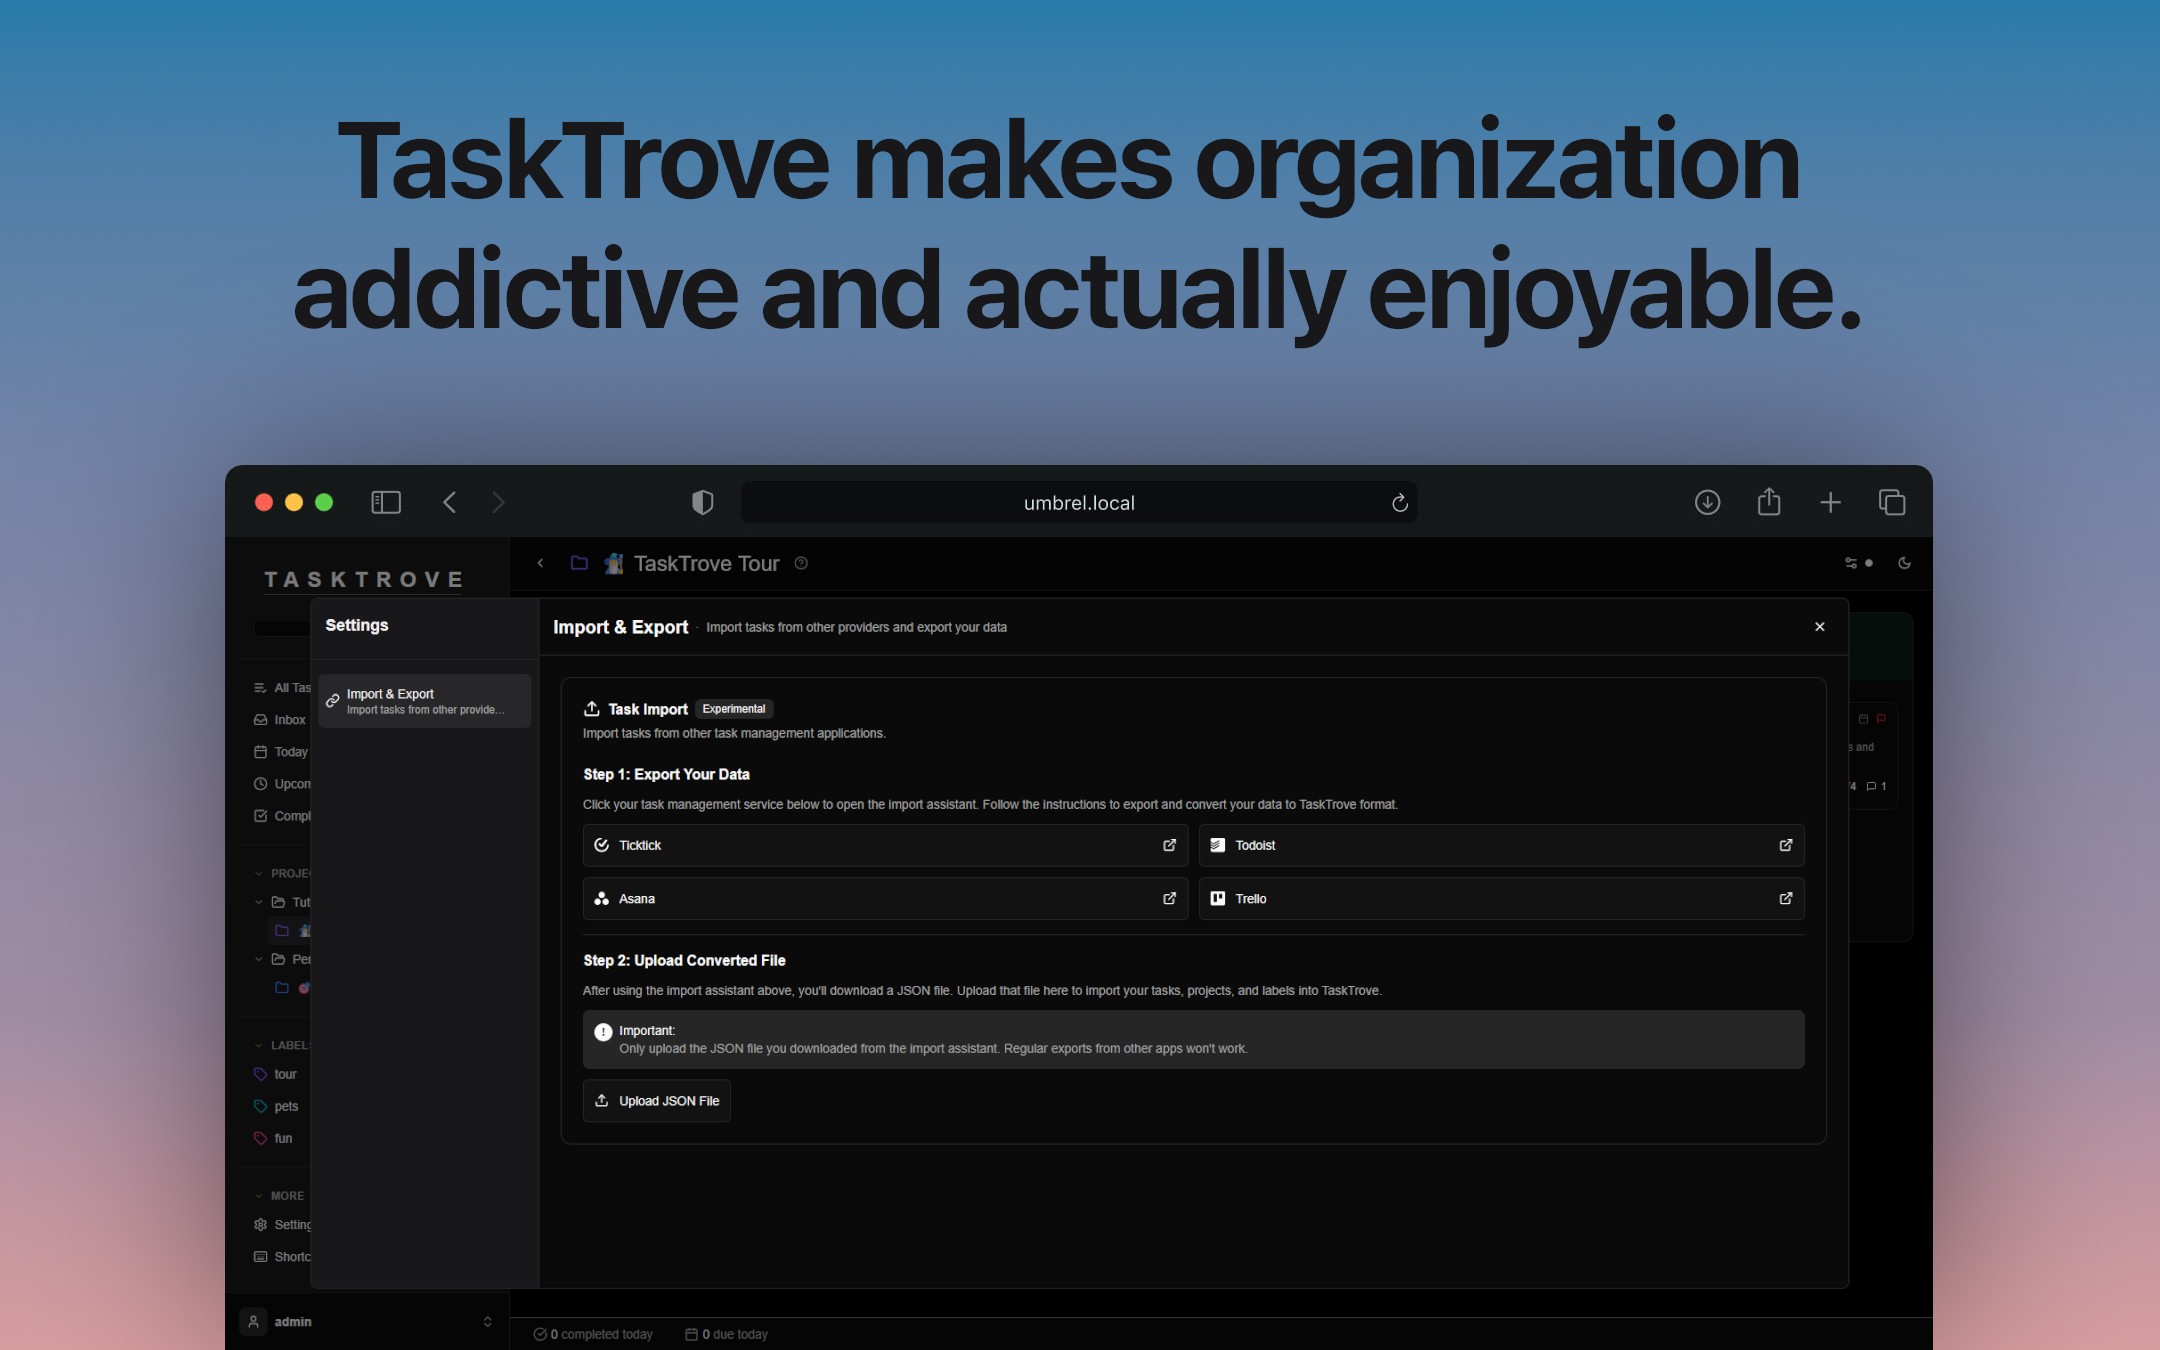 TaskTrove makes organization
addictive and actually enjoyable.
umbrel.local
TASKTROVE
TaskTrove Tour
All Tas
Inbox
Today
Upcom
Compl
PROJE
Tut
Per
LABELS
tour
pets
fun
MORE
Setting
Shortc
admin
Settings
Import & Export
Import tasks from other provide...
Import & Export · Import tasks from other providers and export your data
Task Import Experimental
Import tasks from other task management applications.
Step 1: Export Your Data
Click your task management service below to open the import assistant. Follow the instructions to export and convert your data to TaskTrove format.
Ticktick
Todoist
Asana
Trello
Step 2: Upload Converted File
After using the import assistant above, you'll download a JSON file. Upload that file here to import your tasks, projects, and labels into TaskTrove.
Important:
Only upload the JSON file you downloaded from the import assistant. Regular exports from other apps won't work.
Upload JSON File
s and
4 1
0 completed today
0 due today